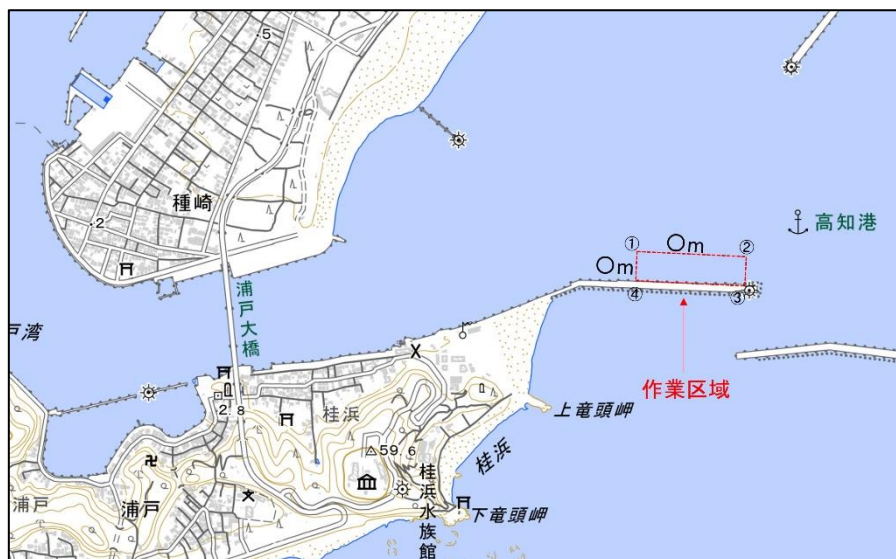 5
種崎
2
① 〇m ②
〇m
④ ③
高知港
作業区域
浦戸大橋
戸湾
2.8
桂浜
上竜頭岬
桂浜
59.6
浦戸
浦戸
桂浜水族館
下竜頭岬